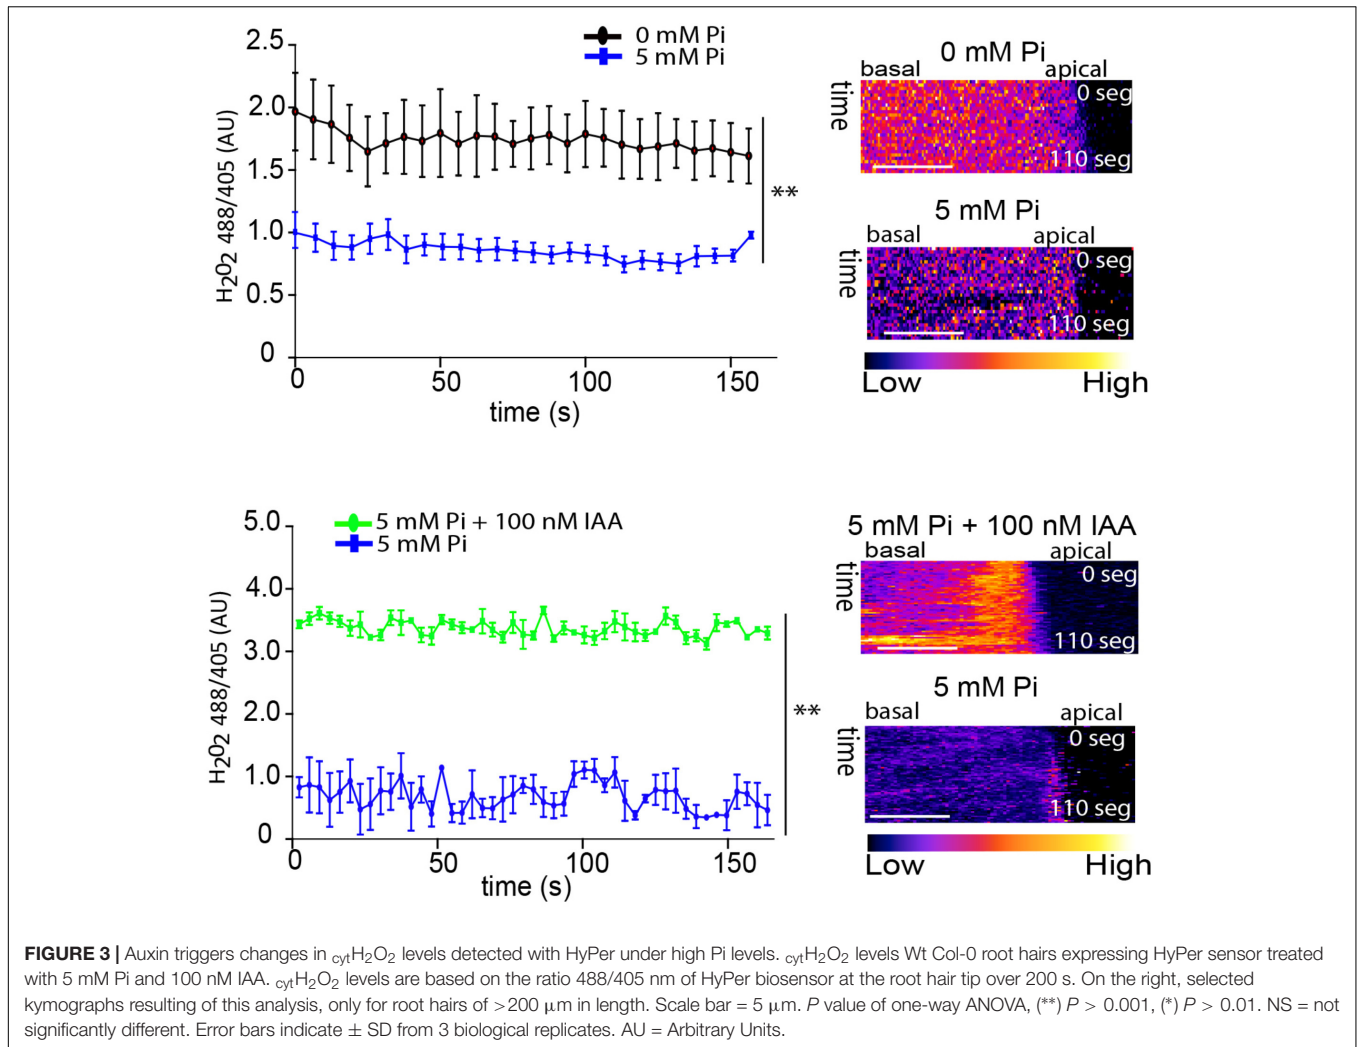 2.5
2.0
1.5
1.0
0.5
0
H2O2 488/405 (AU)
0 50 100 150
time (s)
0 mM Pi
5 mM Pi
**
0 mM Pi
basal apical
time
0 seg
110 seg
5 mM Pi
basal apical
time
0 seg
110 seg
Low High
5.0
4.0
3.0
2.0
1.0
0
H2O2 488/405 (AU)
0 50 100 150
time (s)
5 mM Pi + 100 nM IAA
5 mM Pi
**
5 mM Pi + 100 nM IAA
basal apical
time
0 seg
110 seg
5 mM Pi
basal apical
time
0 seg
110 seg
Low High
FIGURE 3 | Auxin triggers changes in cytH2O2 levels detected with HyPer under high Pi levels. cytH2O2 levels Wt Col-0 root hairs expressing HyPer sensor treated
with 5 mM Pi and 100 nM IAA. cytH2O2 levels are based on the ratio 488/405 nm of HyPer biosensor at the root hair tip over 200 s. On the right, selected
kymographs resulting of this analysis, only for root hairs of >200 μm in length. Scale bar = 5 μm. P value of one-way ANOVA, (**) P > 0.001, (*) P > 0.01. NS = not
significantly different. Error bars indicate ± SD from 3 biological replicates. AU = Arbitrary Units.